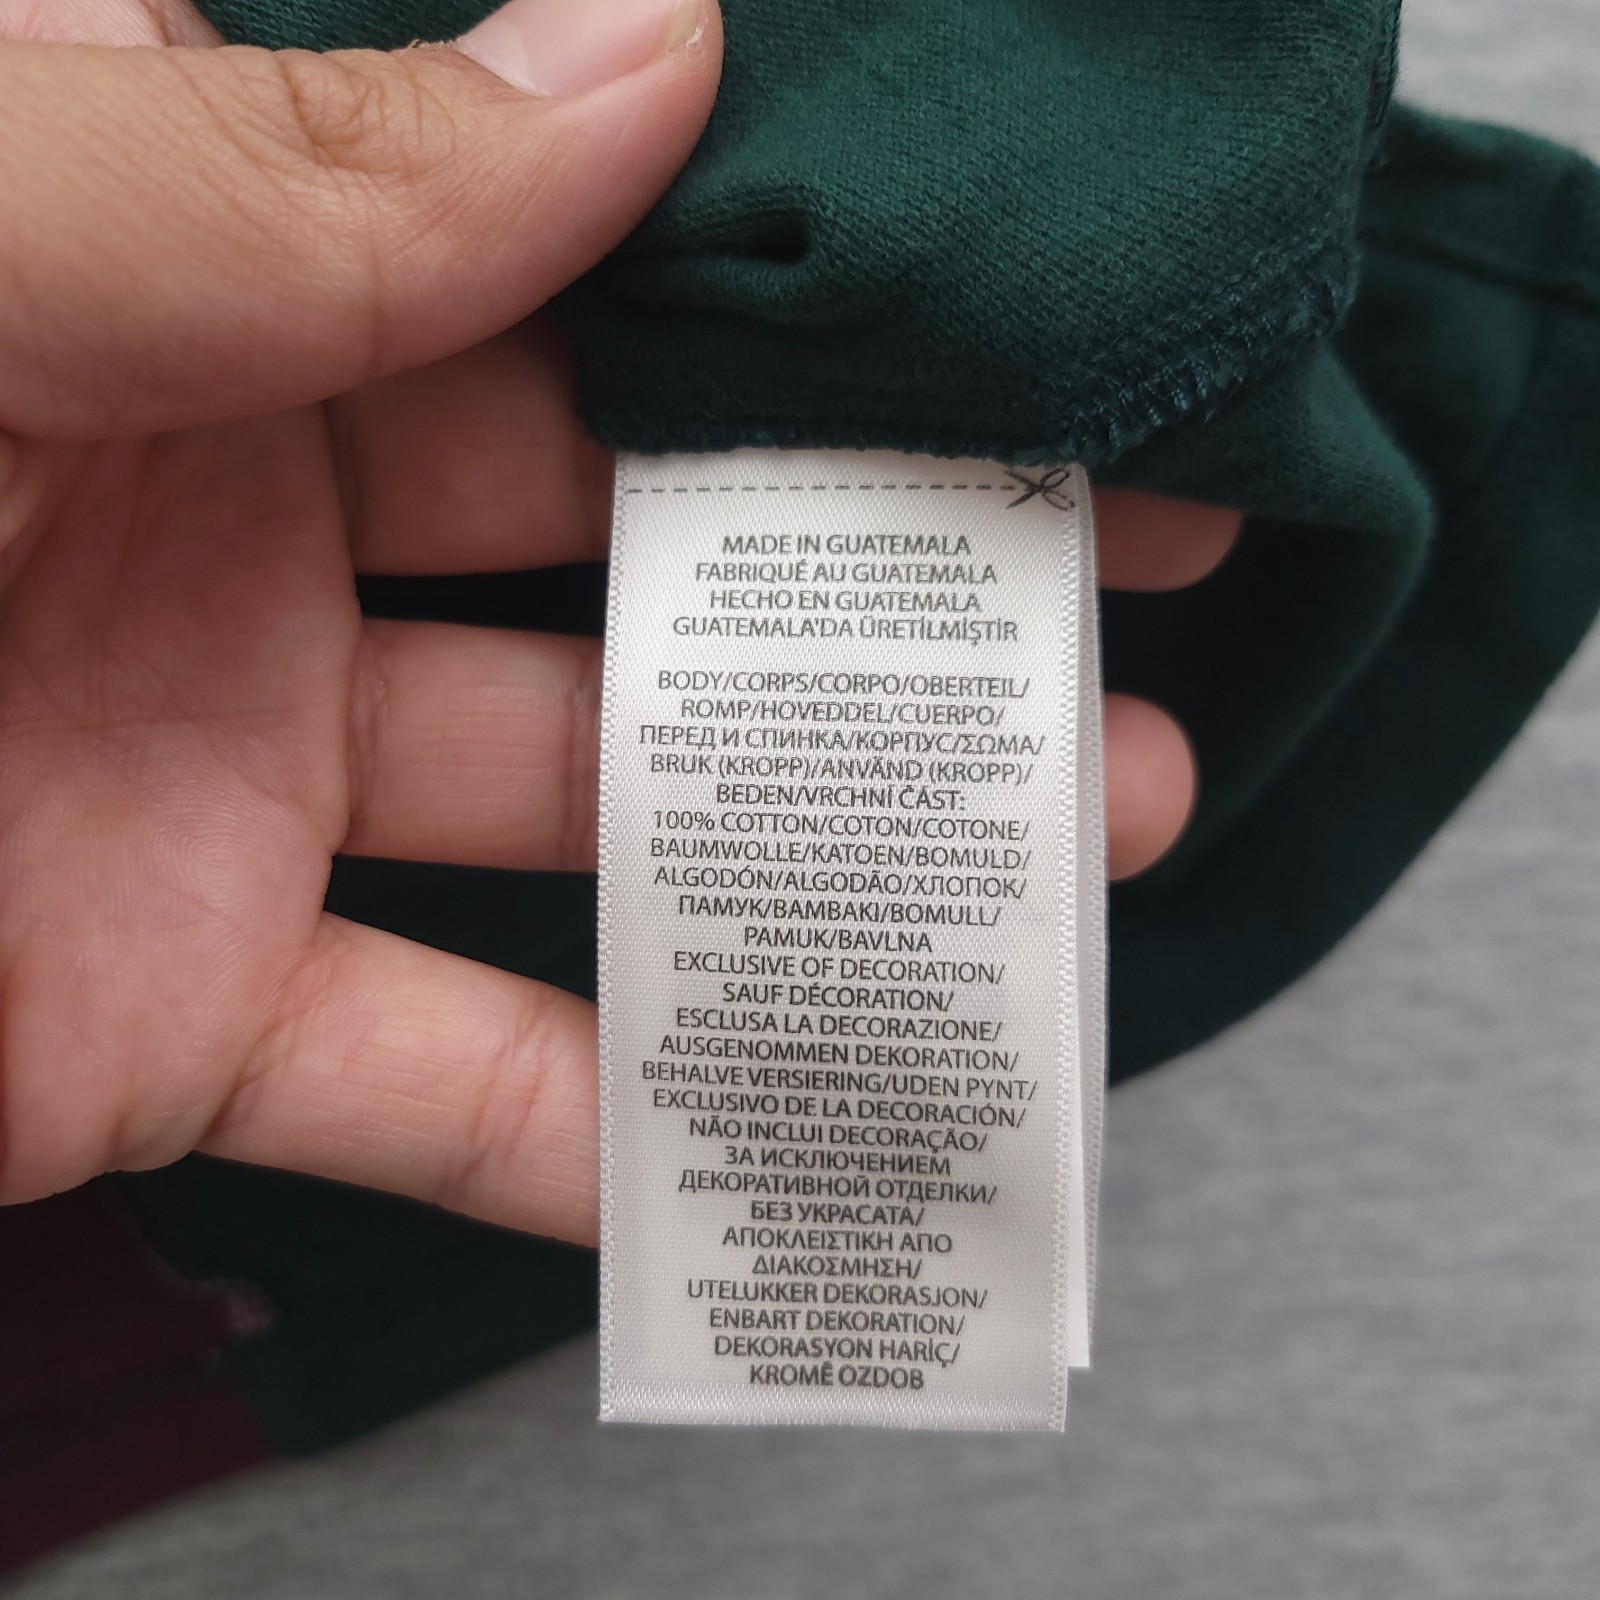 MADE IN GUATEMALA
FABRIQUÉ AU GUATEMALA
HECHO EN GUATEMALA
GUATEMALA'DA ÜRETİLMİŞTİR
BODY/CORPS/CORPO/OBERTEIL/
ROMP/HOVEDDEL/CUERPO/
ПЕРЕД И СПИНКА/КОРПУС/ΣΩΜΑ/
BRUK (KROPP)/ANVÄND (KROPP)/
BEDEN/VRCHNÍ ČÁST:
100% COTTON/COTON/COTONE/
BAUMWOLLE/KATOEN/BOMULD/
ALGODÓN/ALGODÃO/ХЛОПОК/
ПАМУК/ΒΑΜΒΑΚΙ/BOMULL/
PAMUK/BAVLNA
EXCLUSIVE OF DECORATION/
SAUF DÉCORATION/
ESCLUSA LA DECORAZIONE/
AUSGENOMMEN DEKORATION/
BEHALVE VERSIERING/UDEN PYNT/
EXCLUSIVO DE LA DECORACIÓN/
NÃO INCLUI DECORAÇÃO/
ЗА ИСКЛЮЧЕНИЕМ
ДЕКОРАТИВНОЙ ОТДЕЛКИ/
БЕЗ УКРАСАТА/
ΑΠΟΚΛΕΙΣΤΙΚΗ ΑΠΟ
ΔΙΑΚΟΣΜΗΣΗ/
UTELUKKER DEKORASJON/
ENBART DEKORATION/
DEKORASYON HARİÇ/
KROMĚ OZDOB